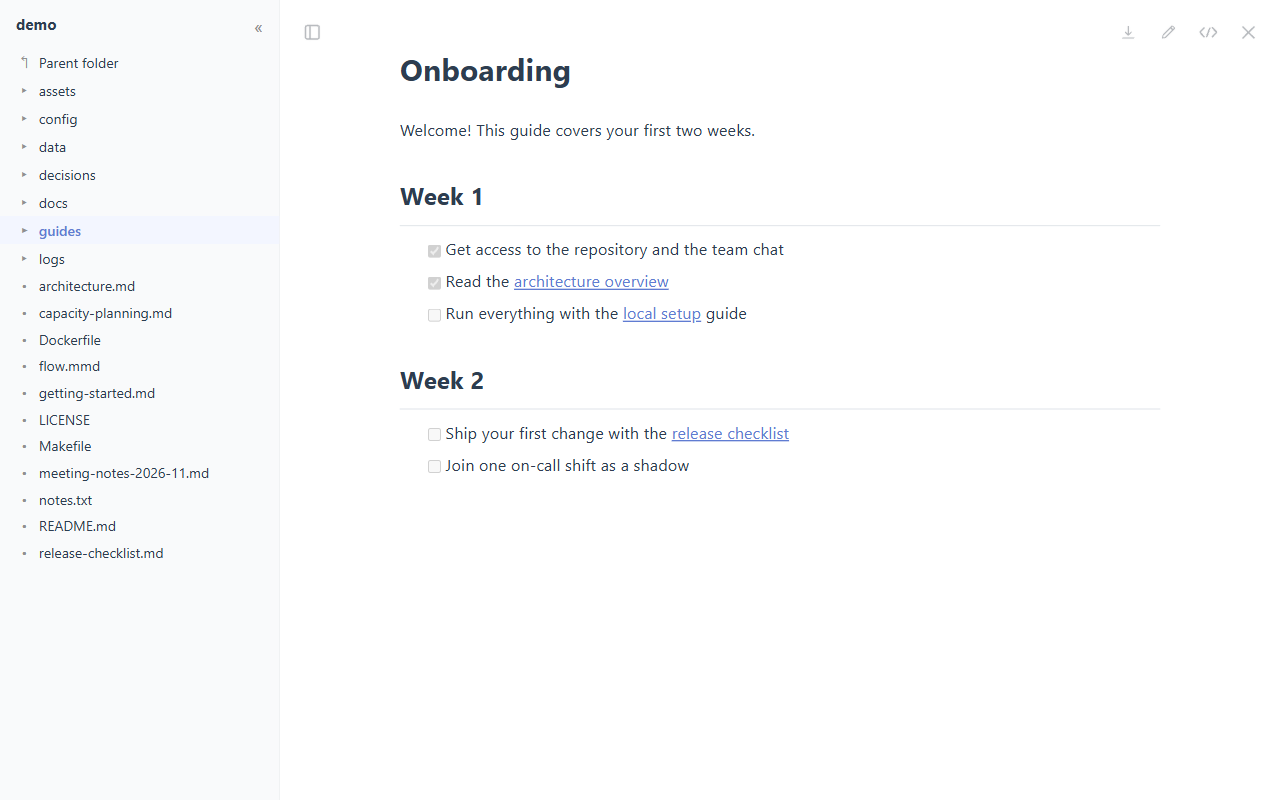 demo
«
Parent folder
assets
config
data
decisions
docs
guides
logs
architecture.md
capacity-planning.md
Dockerfile
flow.mmd
getting-started.md
LICENSE
Makefile
meeting-notes-2026-11.md
notes.txt
README.md
release-checklist.md
Onboarding
Welcome! This guide covers your first two weeks.
Week 1
Get access to the repository and the team chat
Read the architecture overview
Run everything with the local setup guide
Week 2
Ship your first change with the release checklist
Join one on-call shift as a shadow